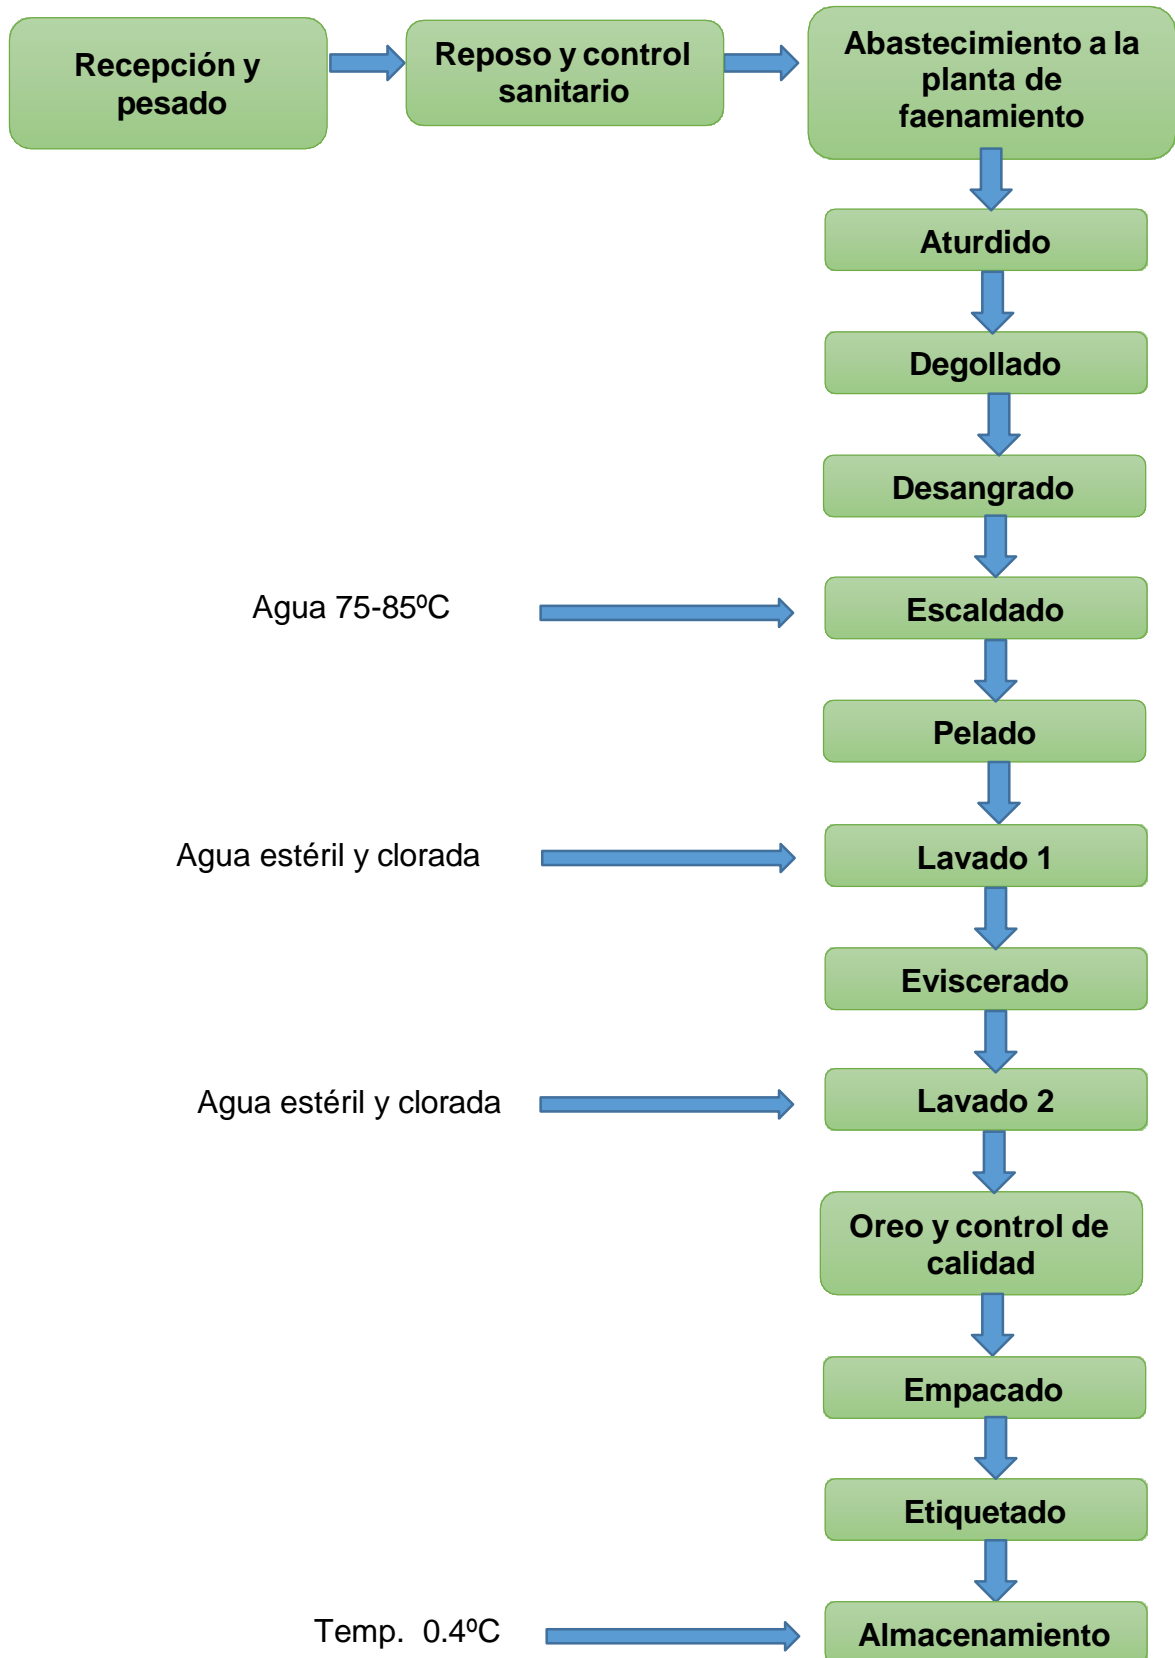 Recepción y
pesado
Reposo y control
sanitario
Abastecimiento a la
planta de
faenamiento
Aturdido
Degollado
Desangrado
Agua 75-85ºC
Escaldado
Pelado
Agua estéril y clorada
Lavado 1
Eviscerado
Agua estéril y clorada
Lavado 2
Oreo y control de
calidad
Empacado
Etiquetado
Temp. 0.4ºC
Almacenamiento